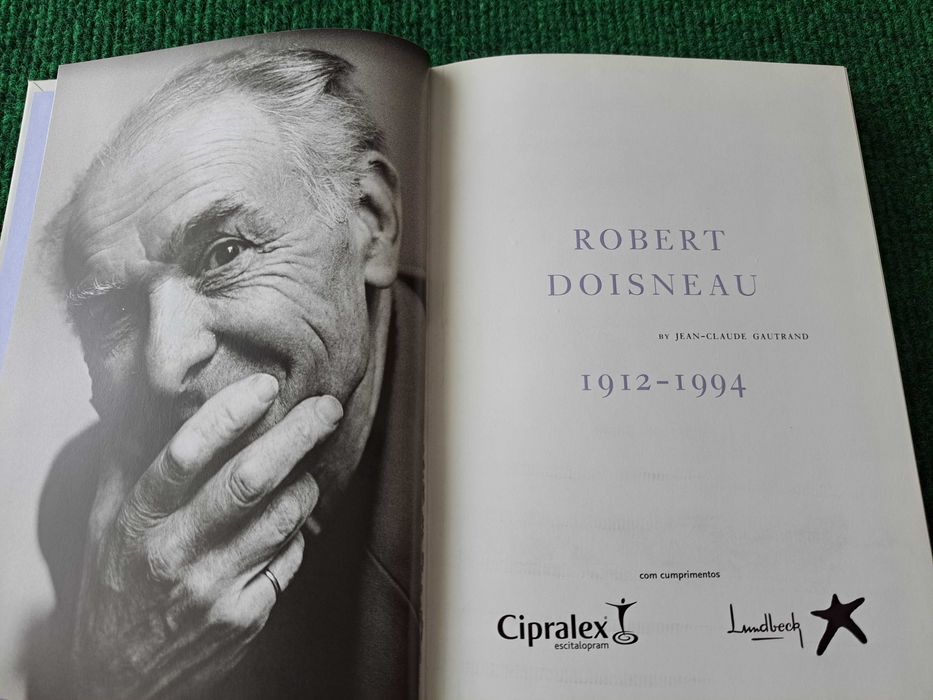 ROBERT
DOISNEAU
BY JEAN-CLAUDE GAUTRAND
1912-1994
com cumprimentos
Cipralex®
escitalopram
Lundbeck